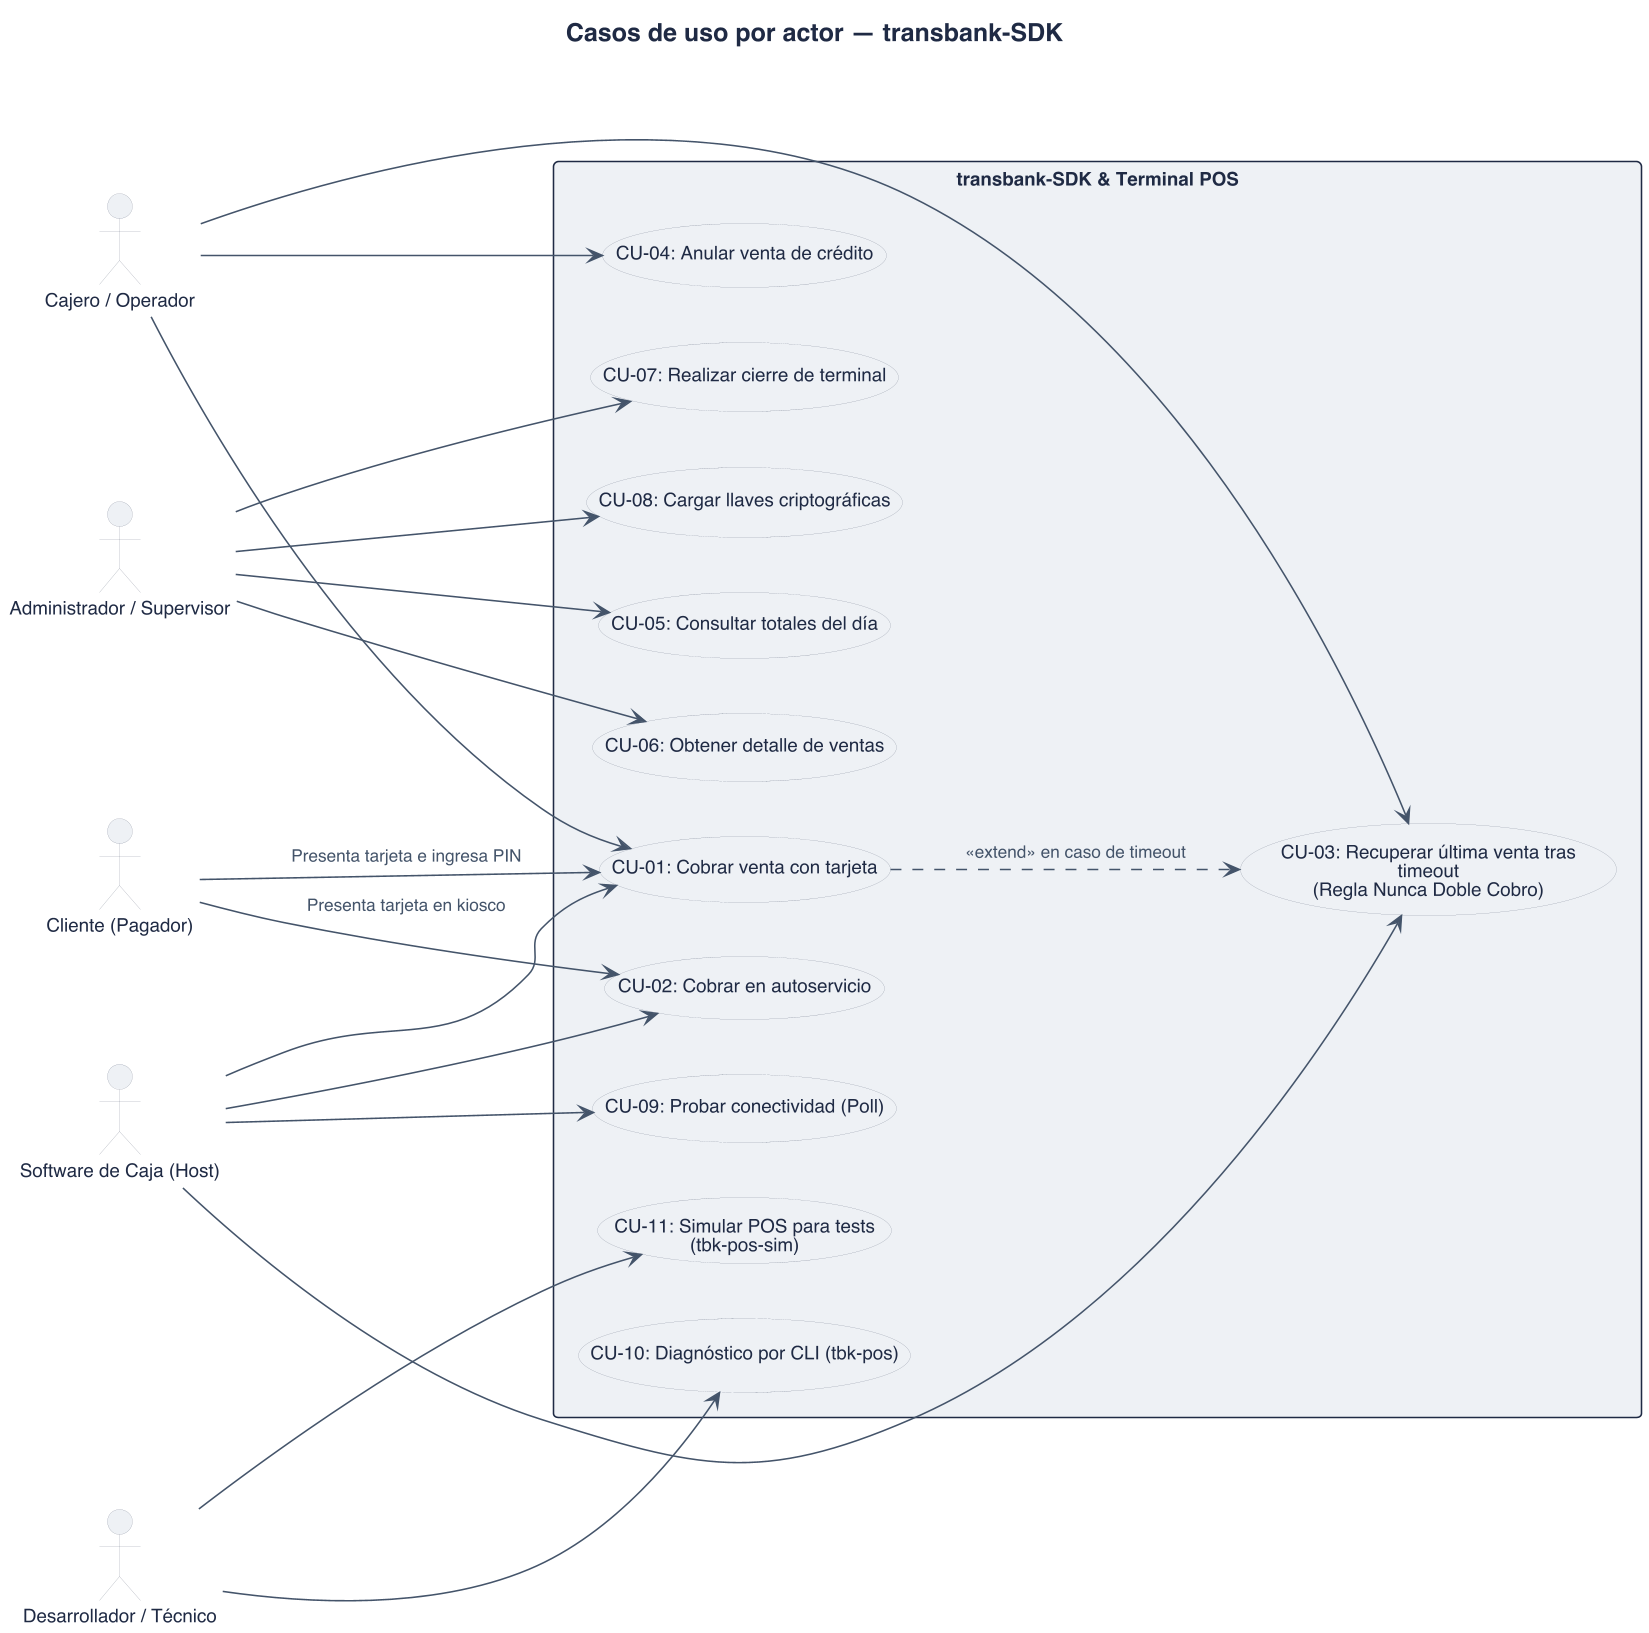 Casos de uso por actor — transbank-SDK
transbank-SDK & Terminal POS
Cajero / Operador
CU-04: Anular venta de crédito
CU-07: Realizar cierre de terminal
CU-08: Cargar llaves criptográficas
Administrador / Supervisor
CU-05: Consultar totales del día
CU-06: Obtener detalle de ventas
Presenta tarjeta e ingresa PIN
CU-01: Cobrar venta con tarjeta
«extend» en caso de timeout
CU-03: Recuperar última venta tras
timeout
(Regla Nunca Doble Cobro)
Presenta tarjeta en kiosco
Cliente (Pagador)
CU-02: Cobrar en autoservicio
CU-09: Probar conectividad (Poll)
Software de Caja (Host)
CU-11: Simular POS para tests
(tbk-pos-sim)
CU-10: Diagnóstico por CLI (tbk-pos)
Desarrollador / Técnico